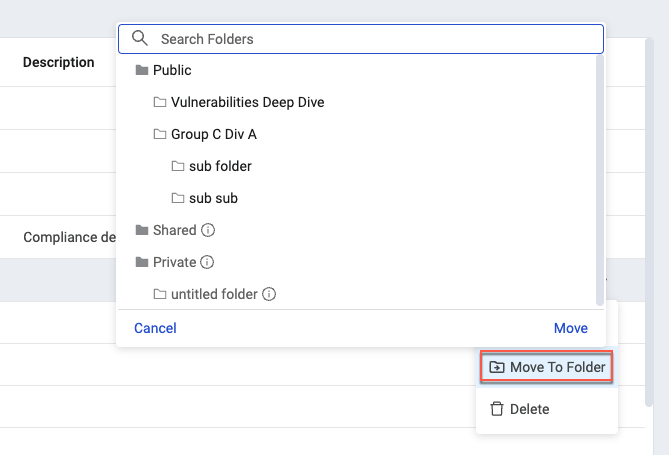 Search Folders
Description
Public
Vulnerabilities Deep Dive
Group C Div A
sub folder
sub sub
Compliance de
Shared
Private
untitled folder
Cancel
Move
Move To Folder
Delete